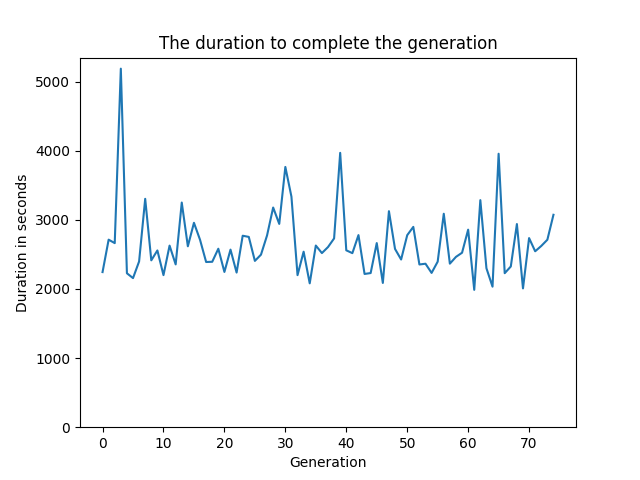 The duration to complete the generation
Duration in seconds
5000
4000
3000
2000
1000
0
0 10 20 30 40 50 60 70
Generation